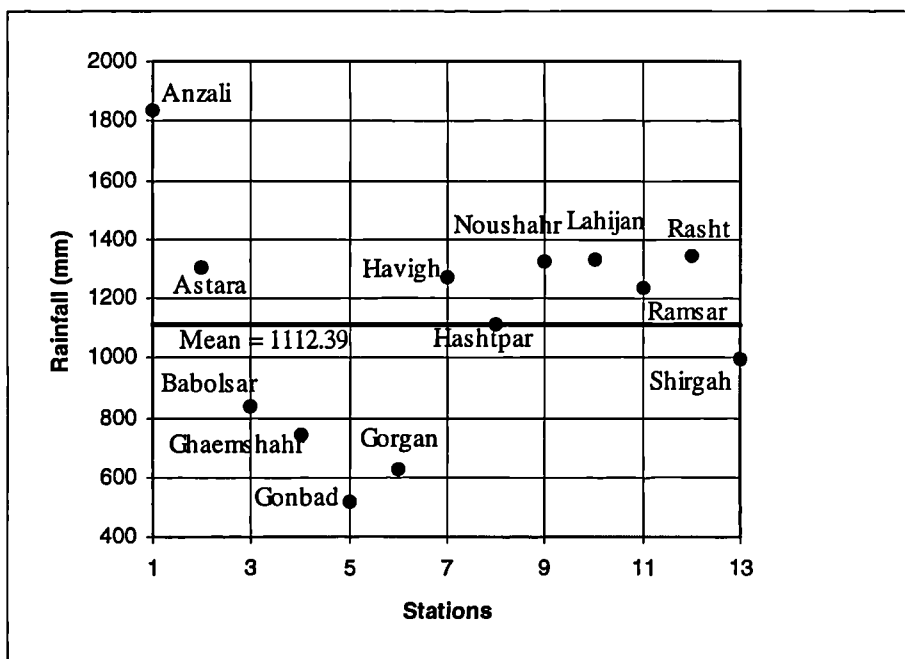 2000
Anzali
1800
1600
1400
Noushahr
Lahijan
Rasht
Havigh
Astara
1200
Ramsar
Mean = 1112.39
Hashtpar
1000
Babolsar
Shirgah
800
Ghaemshahr
Gorgan
600
Gonbad
400
1 3 5 7 9 11 13
Stations
Rainfall (mm)